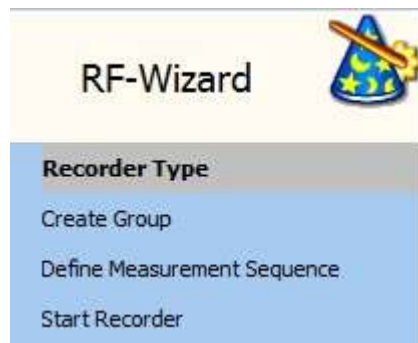 RF-Wizard
Recorder Type
Create Group
Define Measurement Sequence
Start Recorder